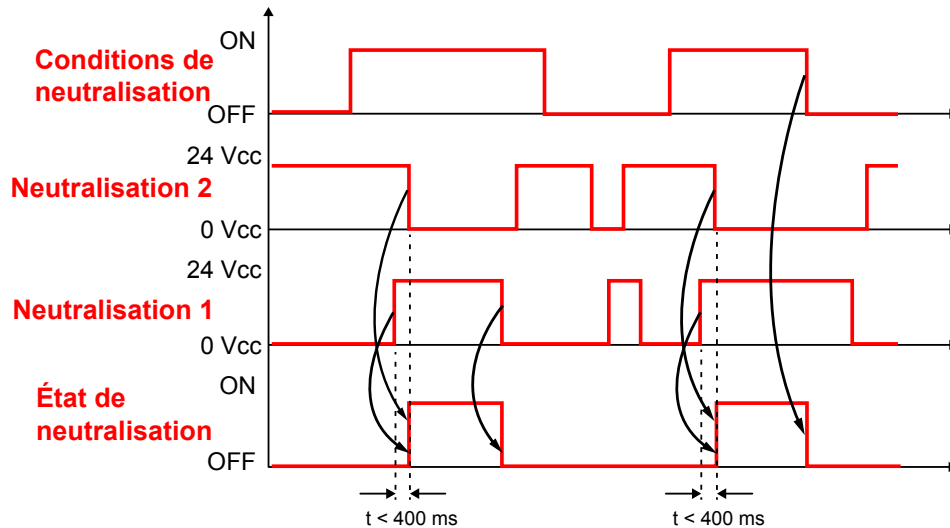 ON
Conditions de
neutralisation
OFF
24 Vcc
Neutralisation 2
0 Vcc
24 Vcc
Neutralisation 1
0 Vcc
ON
État de
neutralisation
OFF
t < 400 ms
t < 400 ms